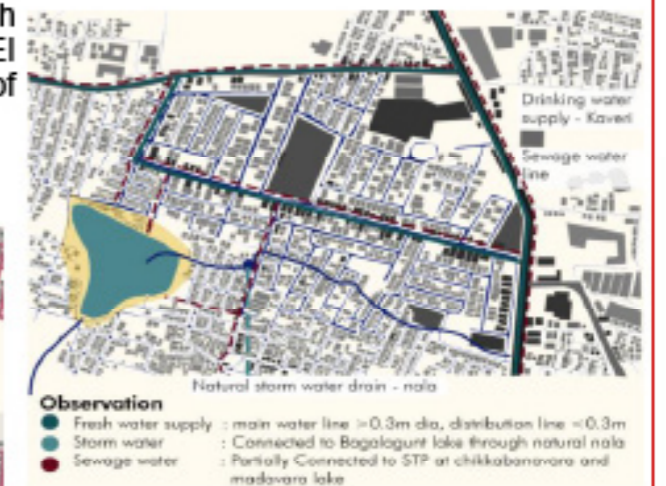 h
El
of
Drinking water
supply - Kaveri
Sewage water
line
Natural storm water drain - nala
Observation
Fresh water supply : main water line >0.3m dia, distribution line <0.3m
Storm water : Connected to Bagalagunt lake through natural nala
Sewage water : Partially Connected to STP at chikkabanavara and
madavara lake